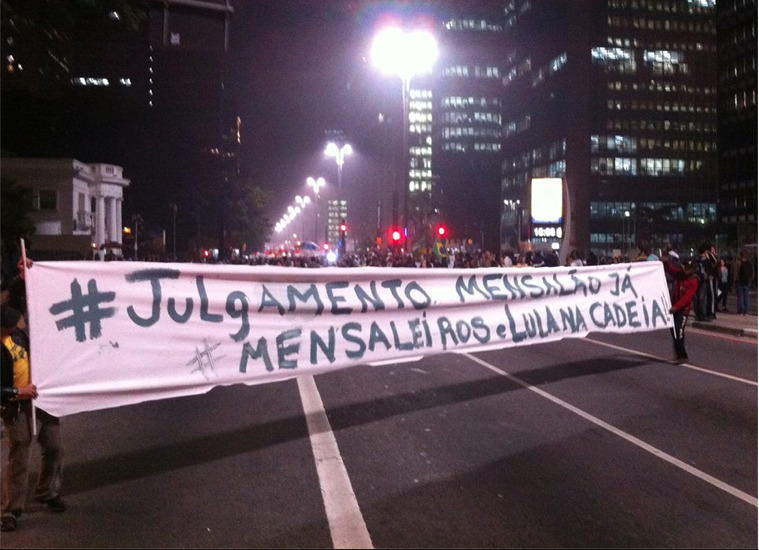 #JULgAMENTO MENSALÃO JÁ
#MENSALEIROS e LULA NA CADEIA!!